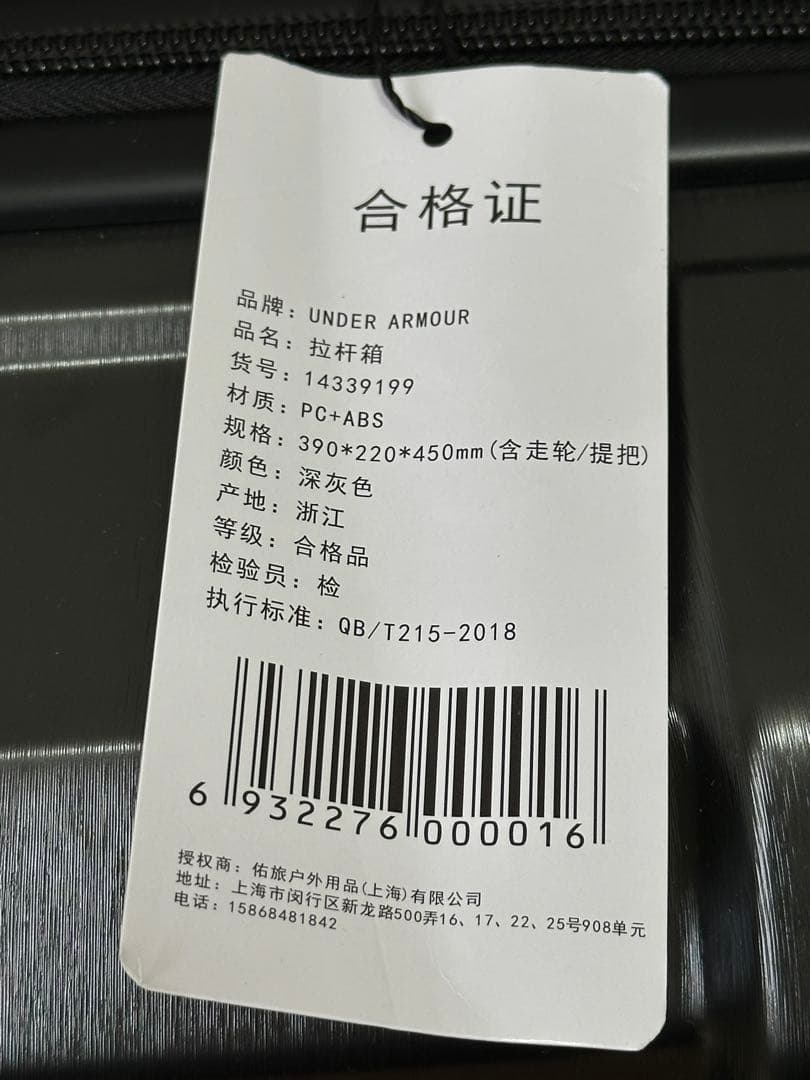 合格证
品牌：UNDER ARMOUR
品名：拉杆箱
货号：14339199
材质：PC+ABS
规格：390*220*450mm(含走轮/提把)
颜色：深灰色
产地：浙江
等级：合格品
检验员：检
执行标准：QB/T215-2018
6 932276 000016
授权商：佑旅户外用品(上海)有限公司
地址：上海市闵行区新龙路500弄16、17、22、25号908单元
电话：15868481842